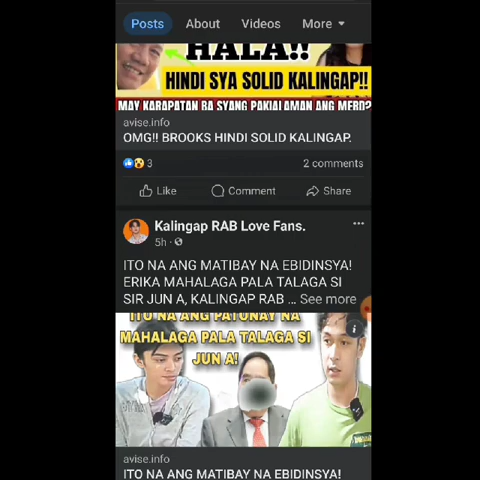 Posts About Videos More
HALA!!
HINDI SYA SOLID KALINGAP!!
MAY KARAPATAN BA SYANG PAKIALAMAN ANG MERD?
avise.info
OMG!! BROOKS HINDI SOLID KALINGAP.
3 2 comments
Like Comment Share
Kalingap RAB Love Fans.
5h
ITO NA ANG MATIBAY NA EBIDINSYA!
ERIKA MAHALAGA PALA TALAGA SI
SIR JUN A, KALINGAP RAB ... See more
ITO NA ANG PATUNAY NA
MAHALAGA PALA TALAGA SI
JUN A!
avise.info
ITO NA ANG MATIBAY NA EBIDINSYA!